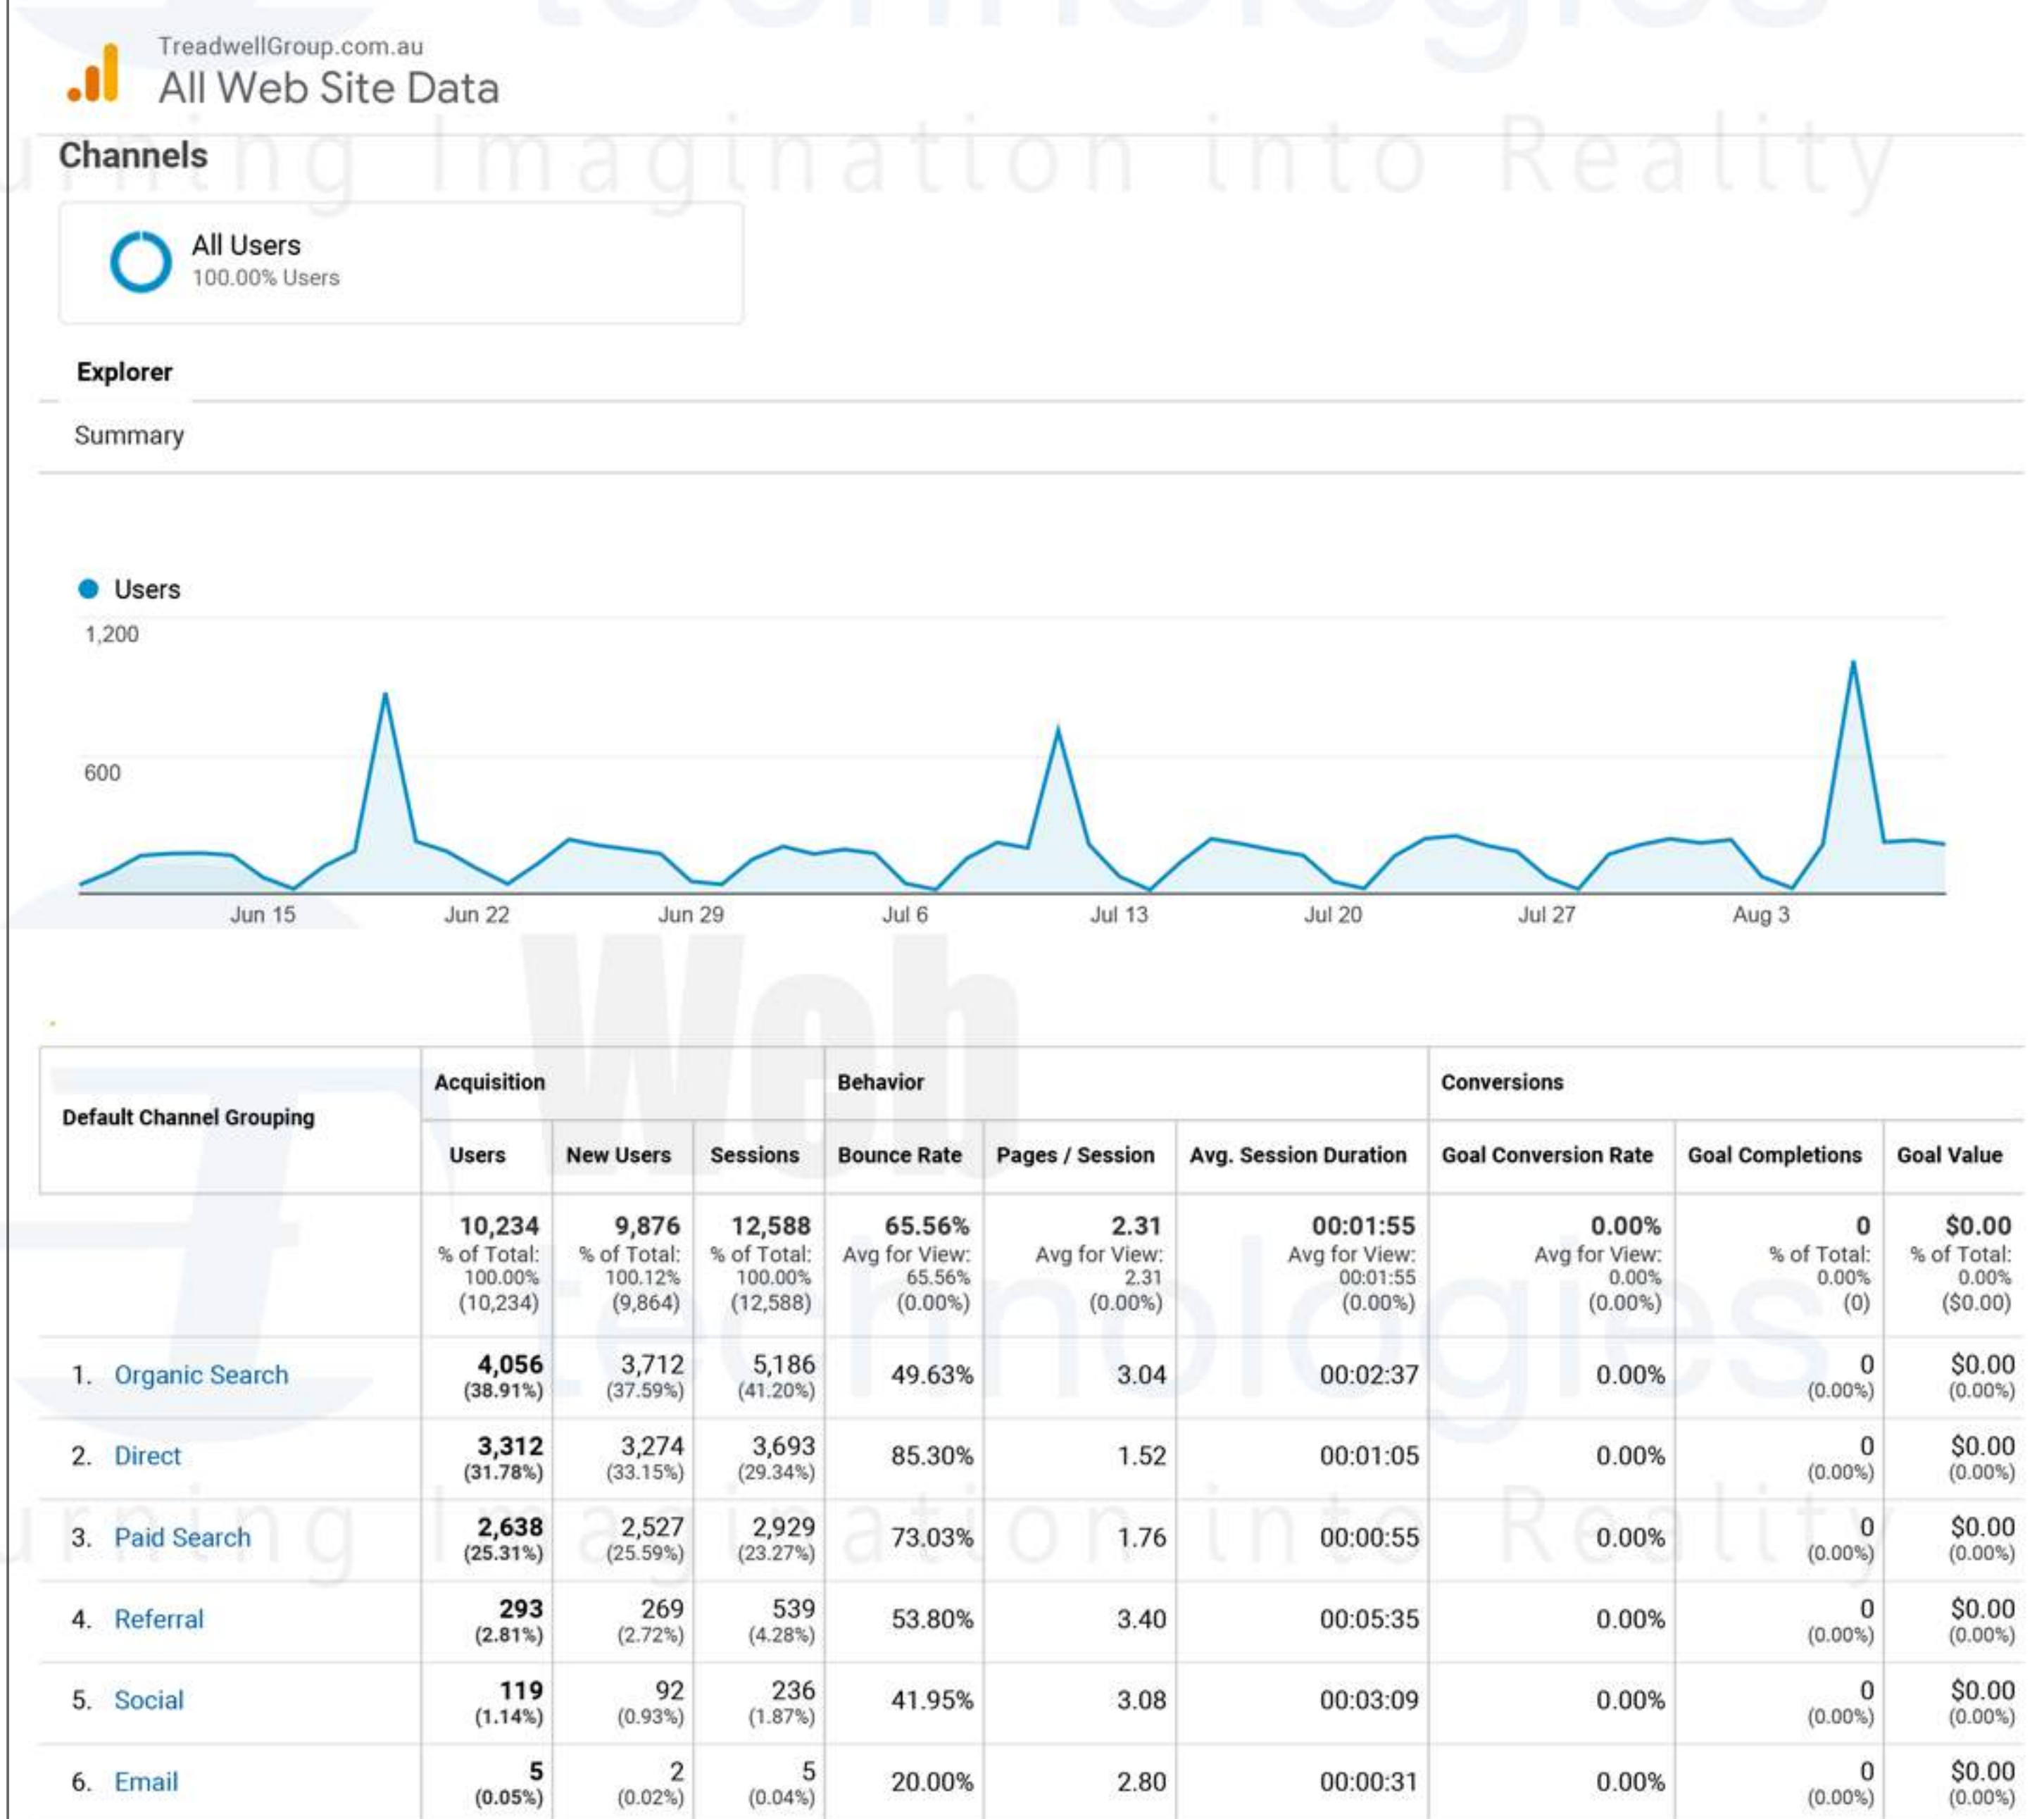 technologies
TreadwellGroup.com.au
All Web Site Data
urning Imagination into Reality
Channels
All Users
100.00% Users
Explorer
Summary
Users
1,200
600
Jun 15 Jun 22 Jun 29 Jul 6 Jul 13 Jul 20 Jul 27 Aug 3
Web
Default Channel Grouping Acquisition Behavior Conversions
Users New Users Sessions Bounce Rate Pages / Session Avg. Session Duration Goal Conversion Rate Goal Completions Goal Value
10,234 9,876 12,588 65.56% 2.31 00:01:55 0.00% 0 $0.00
% of Total: % of Total: % of Total: Avg for View: Avg for View: Avg for View: Avg for View: % of Total: % of Total:
100.00% 100.12% 100.00% 65.56% 2.31 00:01:55 0.00% 0.00% 0.00%
(10,234) (9,864) (12,588) (0.00%) (0.00%) (0.00%) (0.00%) (0) ($0.00)
technologies
1. Organic Search 4,056 3,712 5,186 49.63% 3.04 00:02:37 0.00% 0 $0.00
(38.91%) (37.59%) (41.20%) (0.00%) (0.00%)
2. Direct 3,312 3,274 3,693 85.30% 1.52 00:01:05 0.00% 0 $0.00
(31.78%) (33.15%) (29.34%) (0.00%) (0.00%)
urning Imagination into Reality
3. Paid Search 2,638 2,527 2,929 73.03% 1.76 00:00:55 0.00% 0 $0.00
(25.31%) (25.59%) (23.27%) (0.00%) (0.00%)
4. Referral 293 269 539 53.80% 3.40 00:05:35 0.00% 0 $0.00
(2.81%) (2.72%) (4.28%) (0.00%) (0.00%)
5. Social 119 92 236 41.95% 3.08 00:03:09 0.00% 0 $0.00
(1.14%) (0.93%) (1.87%) (0.00%) (0.00%)
6. Email 5 2 5 20.00% 2.80 00:00:31 0.00% 0 $0.00
(0.05%) (0.02%) (0.04%) (0.00%) (0.00%)